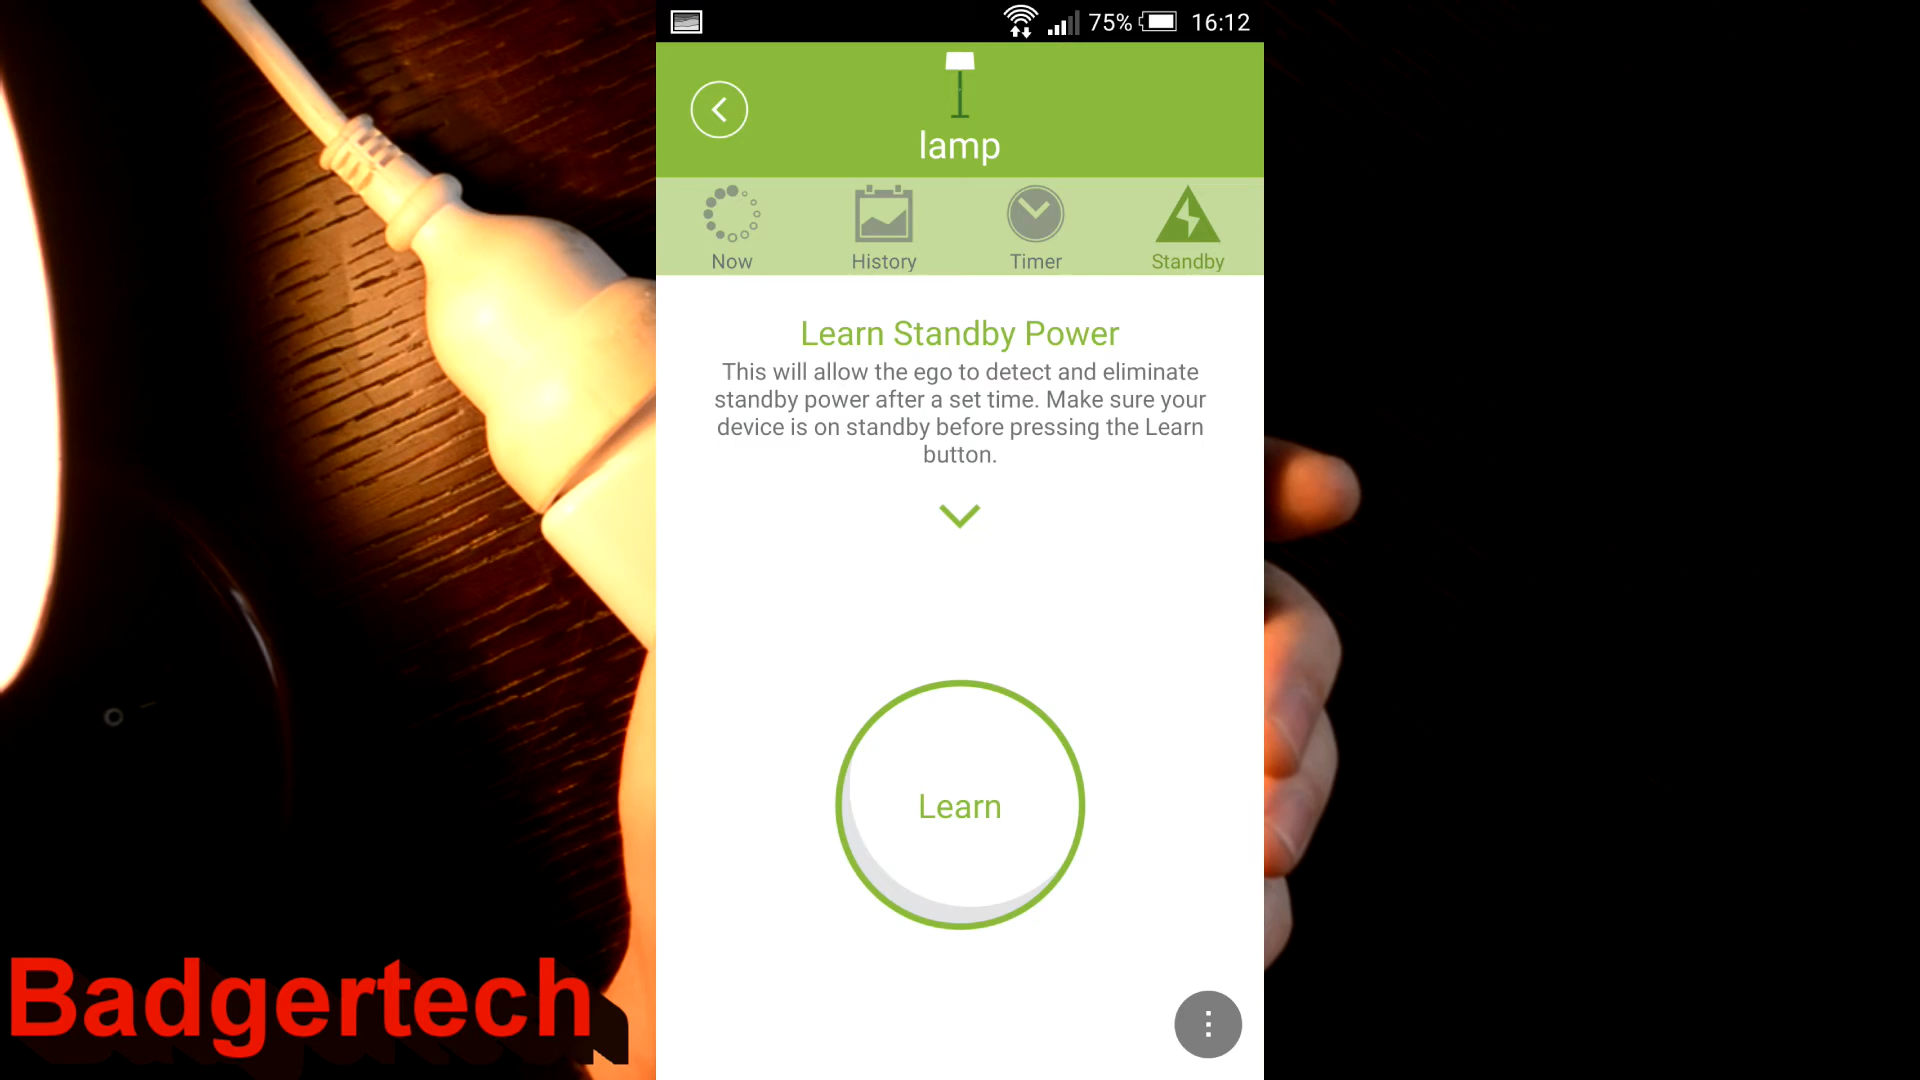 75% 16:12
lamp
Now History Timer Standby
Learn Standby Power
This will allow the ego to detect and eliminate
standby power after a set time. Make sure your
device is on standby before pressing the Learn
button.
Learn
Badgertech